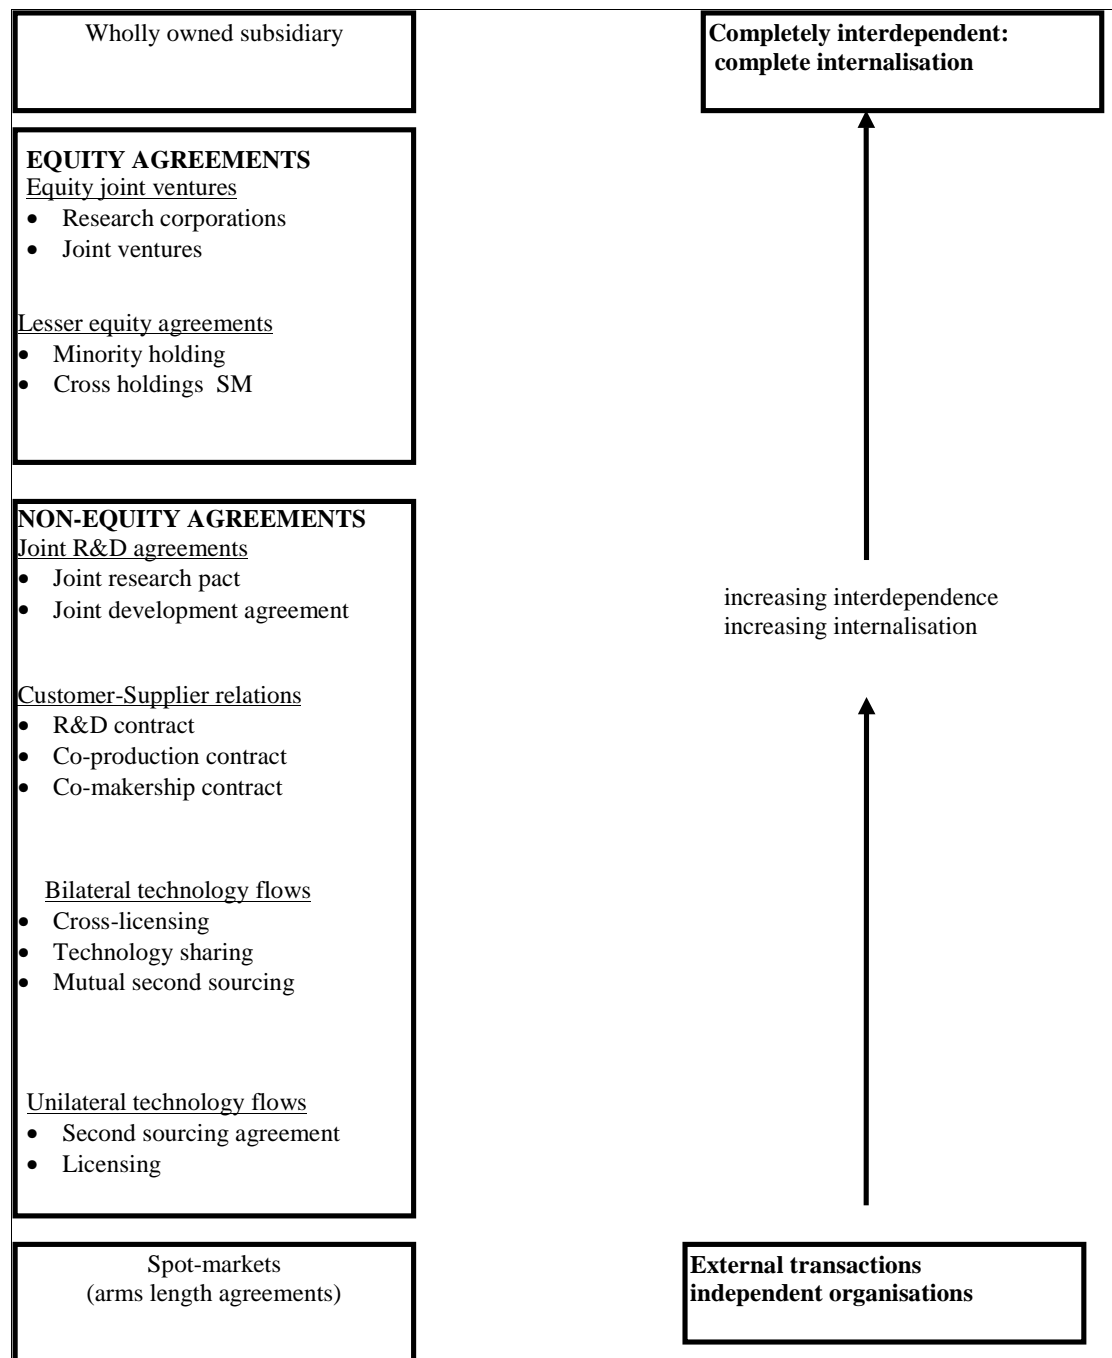 Wholly owned subsidiary
Completely interdependent:
complete internalisation
EQUITY AGREEMENTS
Equity joint ventures
• Research corporations
• Joint ventures
Lesser equity agreements
• Minority holding
• Cross holdings SM
NON-EQUITY AGREEMENTS
Joint R&D agreements
• Joint research pact
• Joint development agreement
increasing interdependence
increasing internalisation
Customer-Supplier relations
• R&D contract
• Co-production contract
• Co-makership contract
Bilateral technology flows
• Cross-licensing
• Technology sharing
• Mutual second sourcing
Unilateral technology flows
• Second sourcing agreement
• Licensing
Spot-markets
(arms length agreements)
External transactions
independent organisations